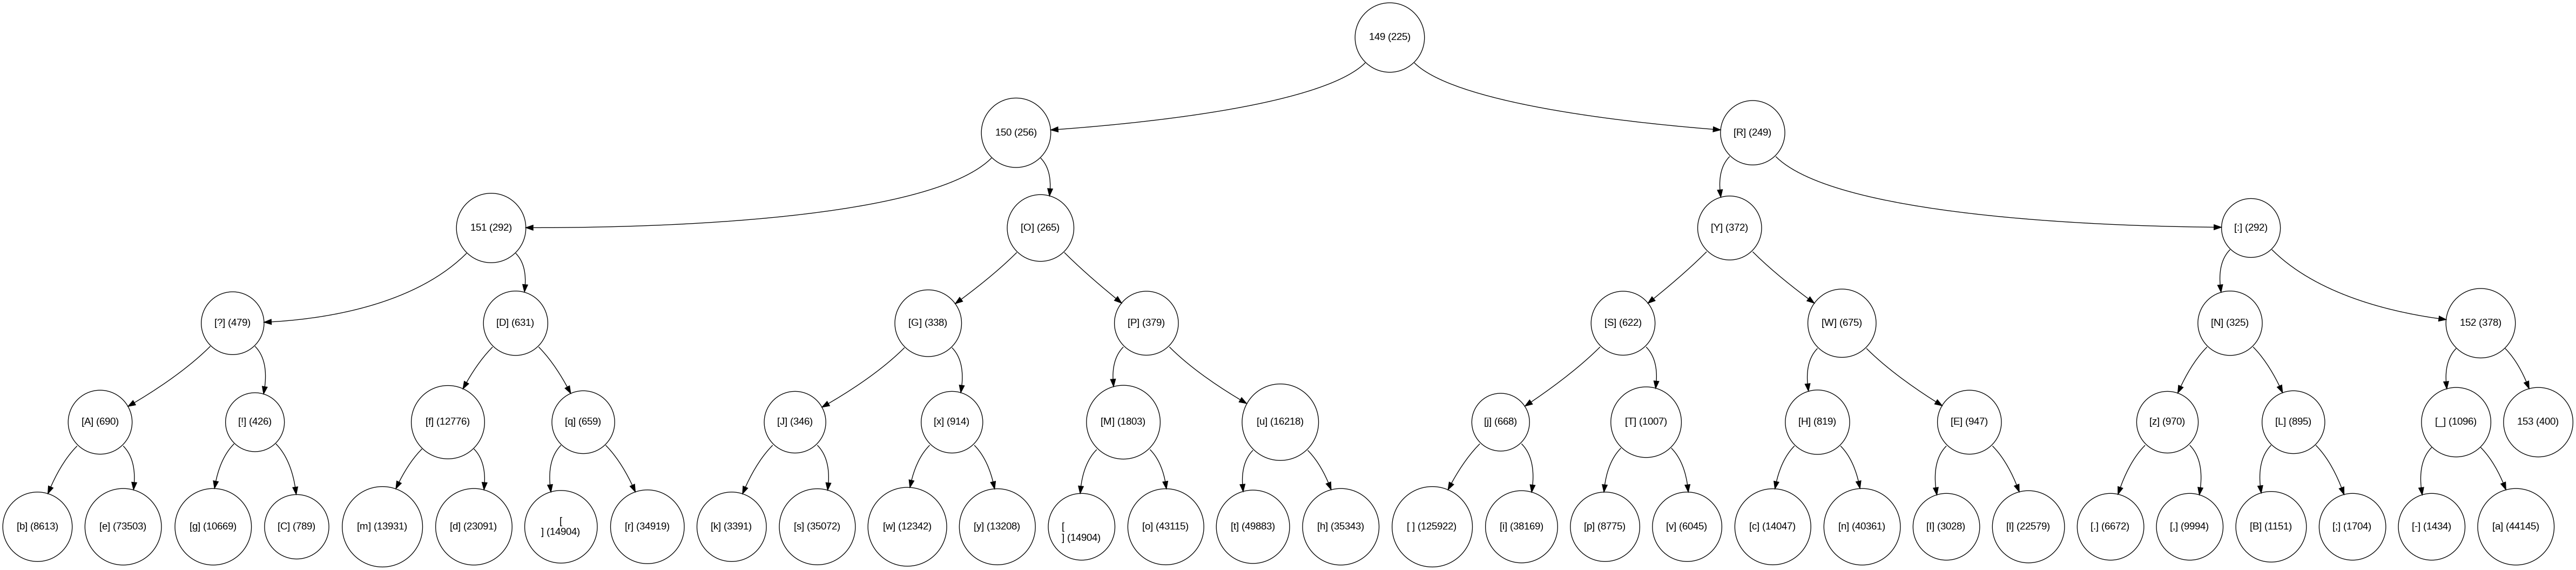 149 (225)
150 (256)
[R] (249)
151 (292)
[O] (265)
[Y] (372)
[:] (292)
[?] (479)
[D] (631)
[G] (338)
[P] (379)
[S] (622)
[W] (675)
[N] (325)
152 (378)
[A] (690)
[!] (426)
[f] (12776)
[q] (659)
[J] (346)
[x] (914)
[M] (1803)
[u] (16218)
[j] (668)
[T] (1007)
[H] (819)
[E] (947)
[z] (970)
[L] (895)
[_] (1096)
153 (400)
[b] (8613)
[e] (73503)
[g] (10669)
[C] (789)
[m] (13931)
[d] (23091)
[
] (14904)
[r] (34919)
[k] (3391)
[s] (35072)
[w] (12342)
[y] (13208)
[
] (14904)
[o] (43115)
[t] (49883)
[h] (35343)
[ ] (125922)
[i] (38169)
[p] (8775)
[v] (6045)
[c] (14047)
[n] (40361)
[I] (3028)
[l] (22579)
[.] (6672)
[,] (9994)
[B] (1151)
[;] (1704)
[-] (1434)
[a] (44145)